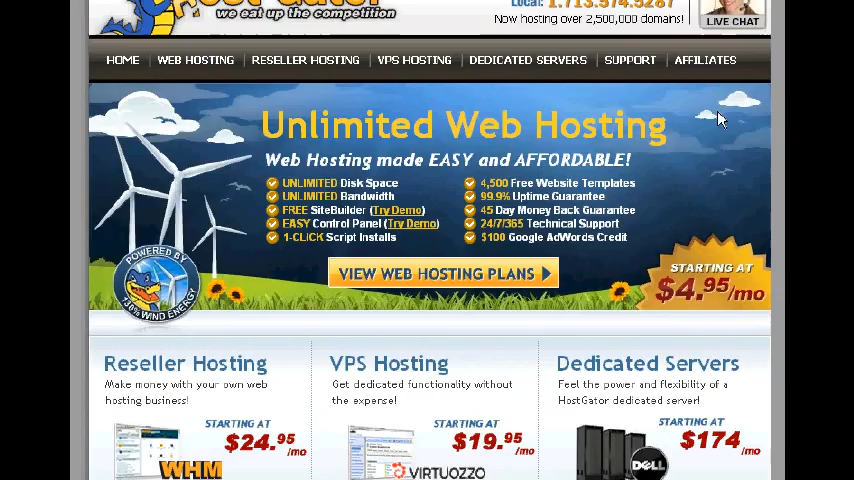 we eat up the competition
Local: 1.713.574.5287
Now hosting over 2,500,000 domains!
LIVE CHAT
HOME WEB HOSTING RESELLER HOSTING VPS HOSTING DEDICATED SERVERS SUPPORT AFFILIATES
Unlimited Web Hosting
Web Hosting made EASY and AFFORDABLE!
UNLIMITED Disk Space
UNLIMITED Bandwidth
FREE SiteBuilder (Try Demo)
EASY Control Panel (Try Demo)
1-CLICK Script Installs
4,500 Free Website Templates
99.9% Uptime Guarantee
45 Day Money Back Guarantee
24/7/365 Technical Support
$100 Google AdWords Credit
VIEW WEB HOSTING PLANS
STARTING AT
$4.95/mo
POWERED BY
130% WIND ENERGY
Reseller Hosting
Make money with your own web
hosting business!
STARTING AT
$24.95/mo
WHM
VPS Hosting
Get dedicated functionality without
the expense!
STARTING AT
$19.95/mo
VIRTUOZZO
Dedicated Servers
Feel the power and flexibility of a
HostGator dedicated server!
STARTING AT
$174/mo
DELL